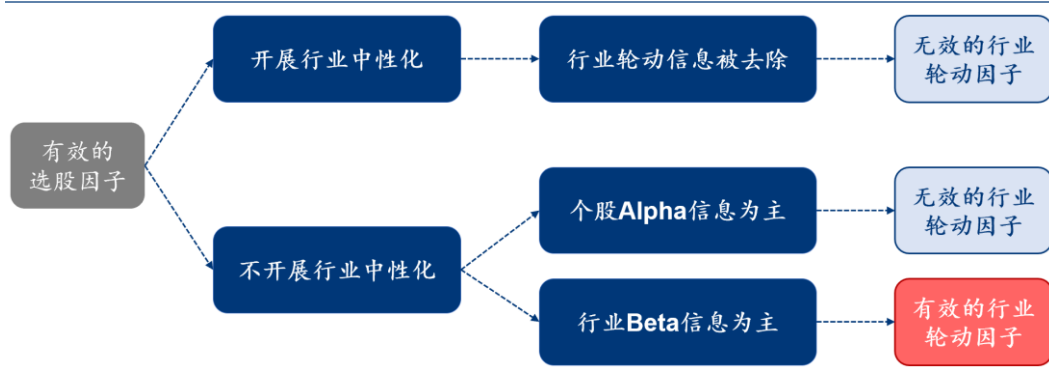 开展行业中性化
行业轮动信息被去除
无效的行业
轮动因子
有效的
选股因子
不开展行业中性化
个股Alpha信息为主
无效的行业
轮动因子
行业Beta信息为主
有效的行业
轮动因子